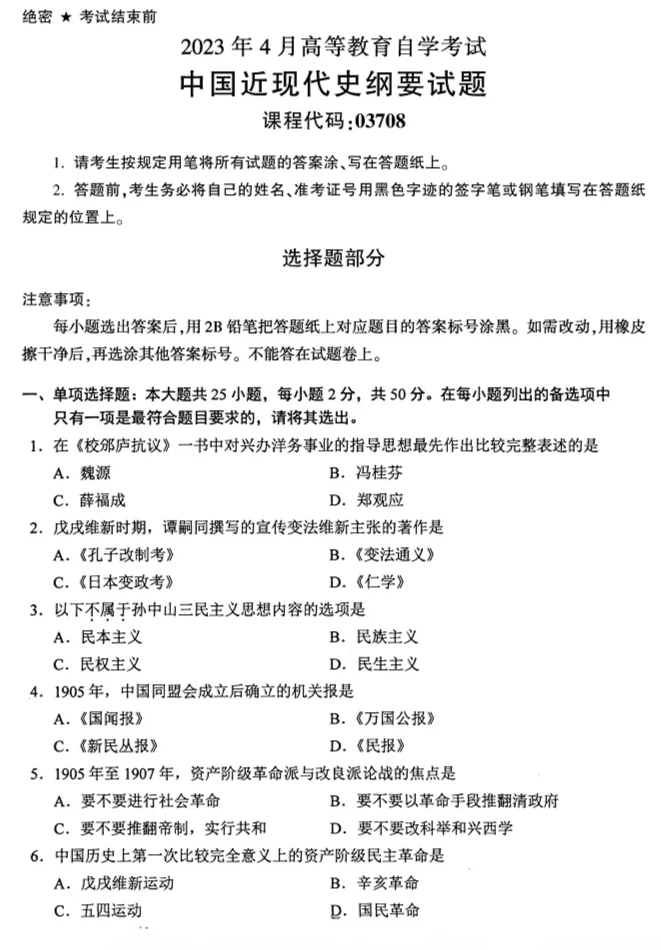 绝密 ★ 考试结束前
2023 年 4 月高等教育自学考试
中国近现代史纲要试题
课程代码:03708
1. 请考生按规定用笔将所有试题的答案涂、写在答题纸上。
2. 答题前,考生务必将自己的姓名、准考证号用黑色字迹的签字笔或钢笔填写在答题纸
规定的位置上。
选择题部分
注意事项:
每小题选出答案后,用 2B 铅笔把答题纸上对应题目的答案标号涂黑。如需改动,用橡皮
擦干净后,再选涂其他答案标号。不能答在试题卷上。
一、单项选择题：本大题共 25 小题，每小题 2 分，共 50 分。在每小题列出的备选项中
只有一项是最符合题目要求的，请将其选出。
1．在《校邠庐抗议》一书中对兴办洋务事业的指导思想最先作出比较完整表述的是
A．魏源 B．冯桂芬
C．薛福成 D．郑观应
2．戊戌维新时期，谭嗣同撰写的宣传变法维新主张的著作是
A.《孔子改制考》 B.《变法通义》
C.《日本变政考》 D.《仁学》
3．以下不属于孙中山三民主义思想内容的选项是
A．民本主义 B．民族主义
C．民权主义 D．民生主义
4．1905 年，中国同盟会成立后确立的机关报是
A.《国闻报》 B.《万国公报》
C.《新民丛报》 D.《民报》
5．1905 年至 1907 年，资产阶级革命派与改良派论战的焦点是
A．要不要进行社会革命 B．要不要以革命手段推翻清政府
C．要不要推翻帝制，实行共和 D．要不要改科举和兴西学
6．中国历史上第一次比较完全意义上的资产阶级民主革命是
A．戊戌维新运动 B．辛亥革命
C．五四运动 D．国民革命